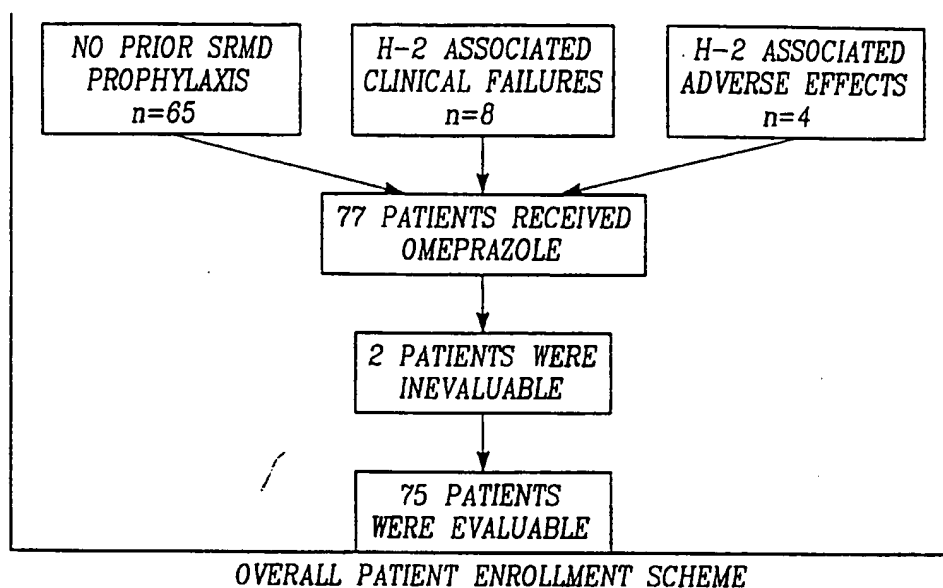 NO PRIOR SRMD
PROPHYLAXIS
n=65
H-2 ASSOCIATED
CLINICAL FAILURES
n=8
H-2 ASSOCIATED
ADVERSE EFFECTS
n=4
77 PATIENTS RECEIVED
OMEPRAZOLE
2 PATIENTS WERE
INEVALUABLE
75 PATIENTS
WERE EVALUABLE
OVERALL PATIENT ENROLLMENT SCHEME